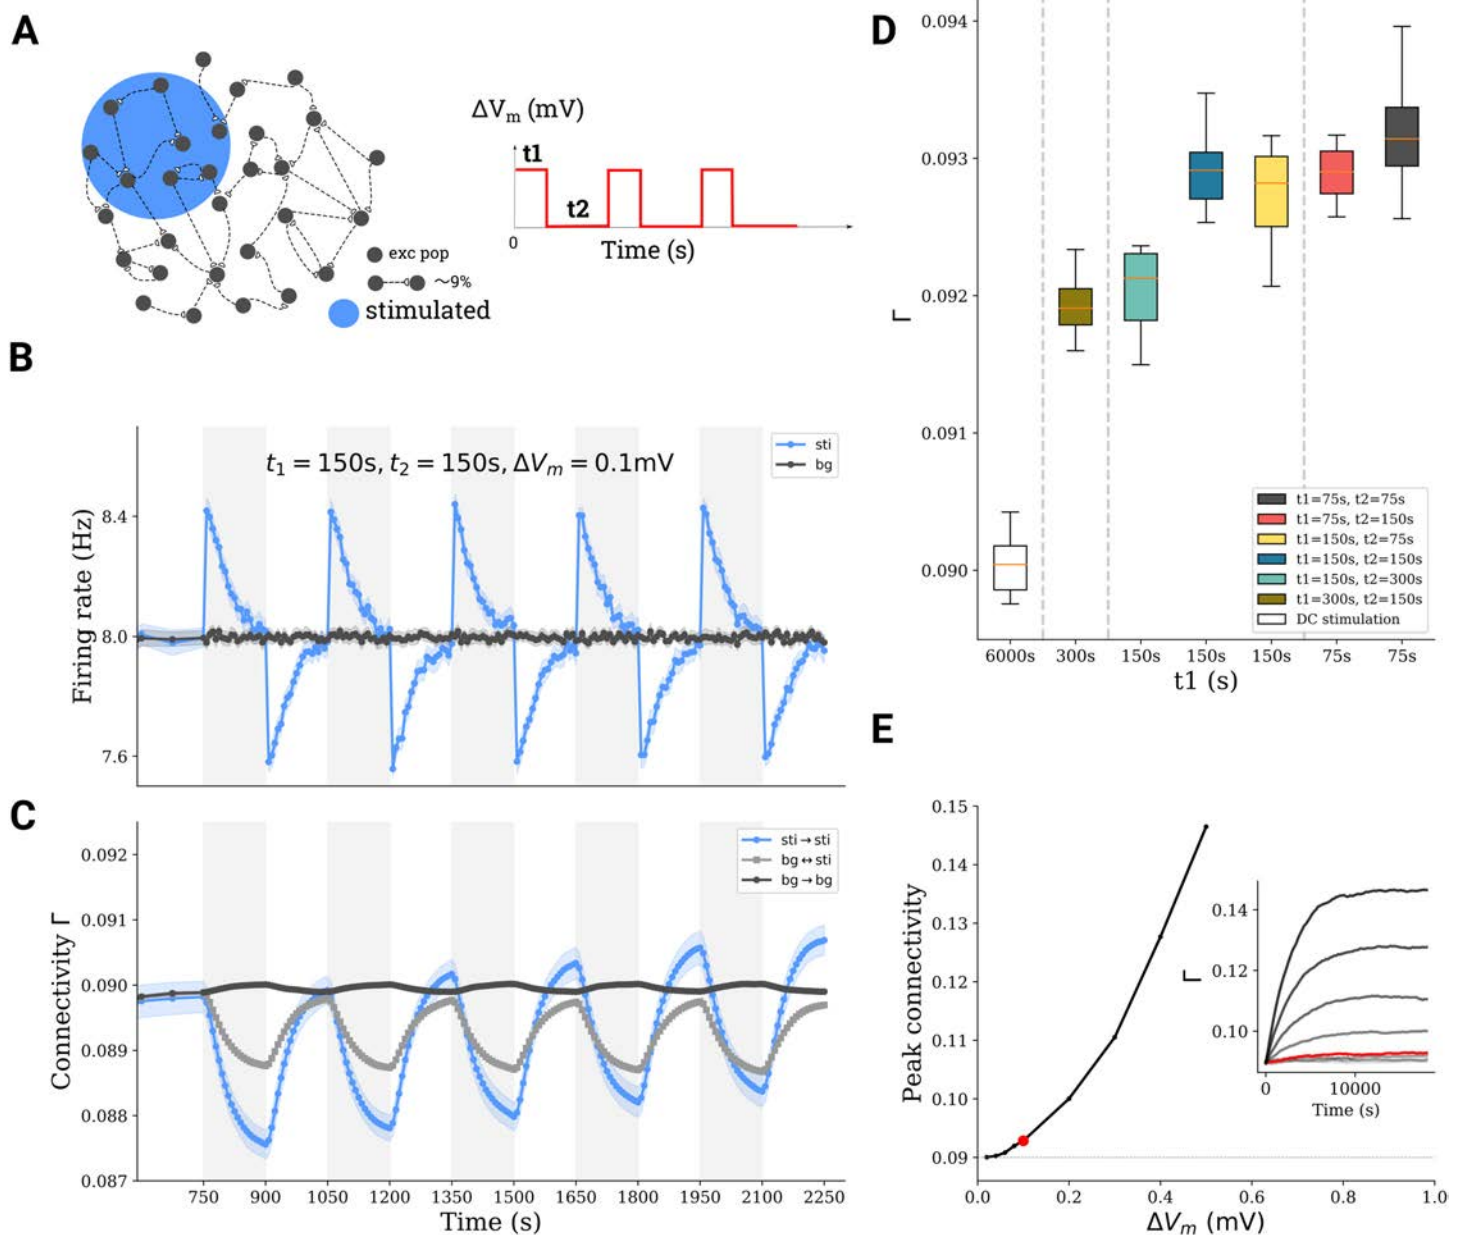 A
ΔVm (mV)
t1
t2
0
Time (s)
exc pop
~9%
stimulated
B
t1 = 150s, t2 = 150s, ΔVm = 0.1mV
sti
bg
Firing rate (Hz)
8.4
8.0
7.6
C
sti→sti
bg↔sti
bg→bg
Connectivity Γ
0.092
0.091
0.090
0.089
0.088
0.087
750 900 1050 1200 1350 1500 1650 1800 1950 2100 2250
Time (s)
D
Γ
0.094
0.093
0.092
0.091
0.090
t1=75s, t2=75s
t1=75s, t2=150s
t1=150s, t2=75s
t1=150s, t2=150s
t1=150s, t2=300s
t1=300s, t2=150s
DC stimulation
6000s 300s 150s 150s 150s 75s 75s
t1 (s)
E
Peak connectivity
0.15
0.14
0.13
0.12
0.11
0.10
0.09
0.0 0.2 0.4 0.6 0.8 1.0
ΔVm (mV)
Γ
0.14
0.12
0.10
0 10000
Time (s)